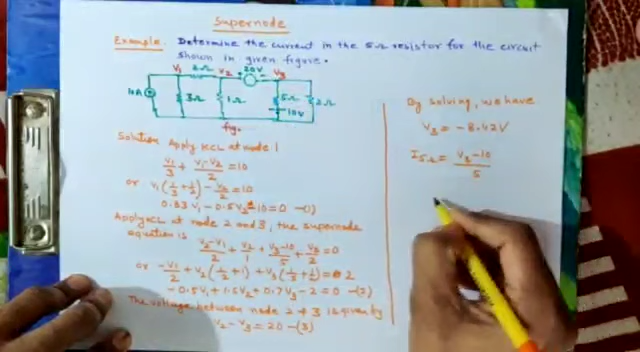 Supernode
Example. Determine the current in the 5Ω resistor for the circuit
shown in given figure.
V1 2Ω V2 + 20V - V3
10A 3Ω 1Ω 5Ω 2Ω
10V
fig.
Solution Apply KCL at node 1
V1/3 + (V1-V2)/2 = 10
or V1(1/3 + 1/2) - V2/2 = 10
0.83 V1 - 0.5 V2 - 10 = 0 -(1)
Apply KCL at node 2 and 3, the supernode
equation is (V2-V1)/2 + V2/1 + (V3-10)/5 + V3/2 = 0
or -V1/2 + V2(1/2 + 1) + V3(1/5 + 1/2) = 2
- 0.5V1 + 1.5V2 + 0.7V3 - 2 = 0 -(2)
The voltage between node 2 & 3 is given by
V2 - V3 = 20 -(3)
By solving, we have
V3 = -8.42V
I5Ω = (V3-10)/5